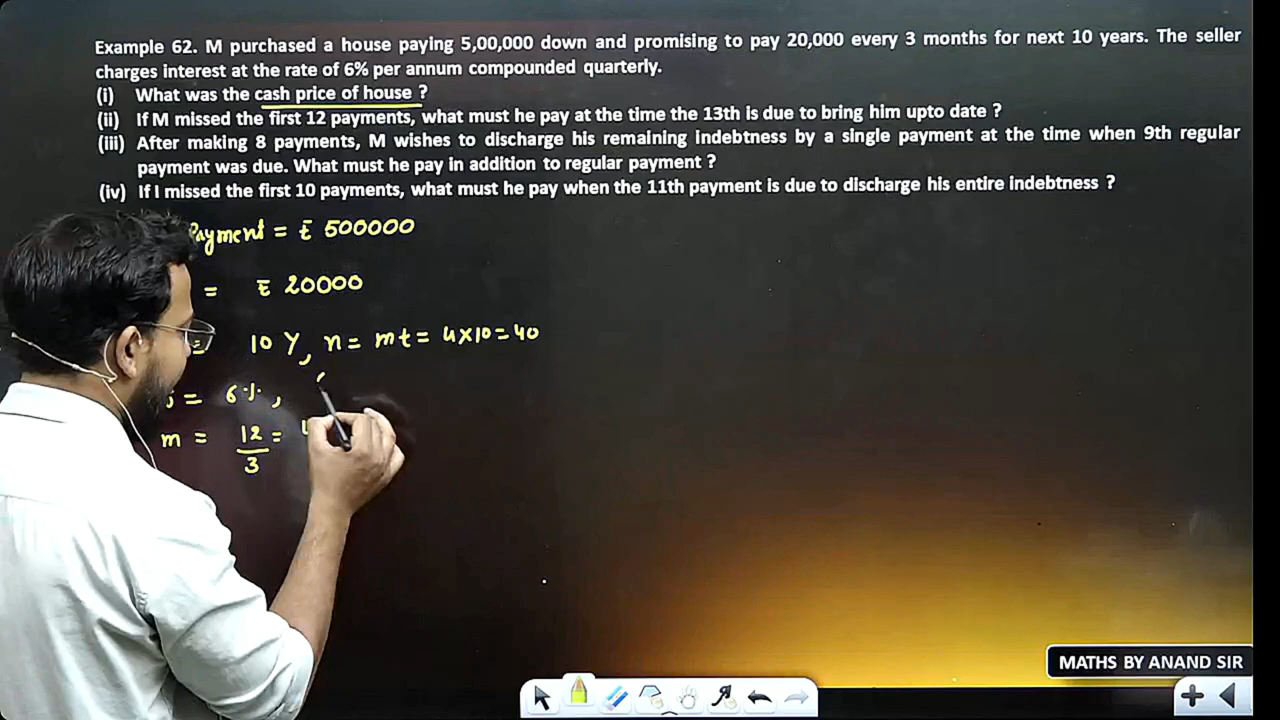 Example 62. M purchased a house paying 5,00,000 down and promising to pay 20,000 every 3 months for next 10 years. The seller
charges interest at the rate of 6% per annum compounded quarterly.
(i) What was the cash price of house ?
(ii) If M missed the first 12 payments, what must he pay at the time the 13th is due to bring him upto date ?
(iii) After making 8 payments, M wishes to discharge his remaining indebtness by a single payment at the time when 9th regular
payment was due. What must he pay in addition to regular payment ?
(iv) If I missed the first 10 payments, what must he pay when the 11th payment is due to discharge his entire indebtness ?
Payment = ₹ 500000
= ₹ 20000
= 10 Y, n = mt = 4×10 = 40
= 6%,
m = 12/3 =
MATHS BY ANAND SIR